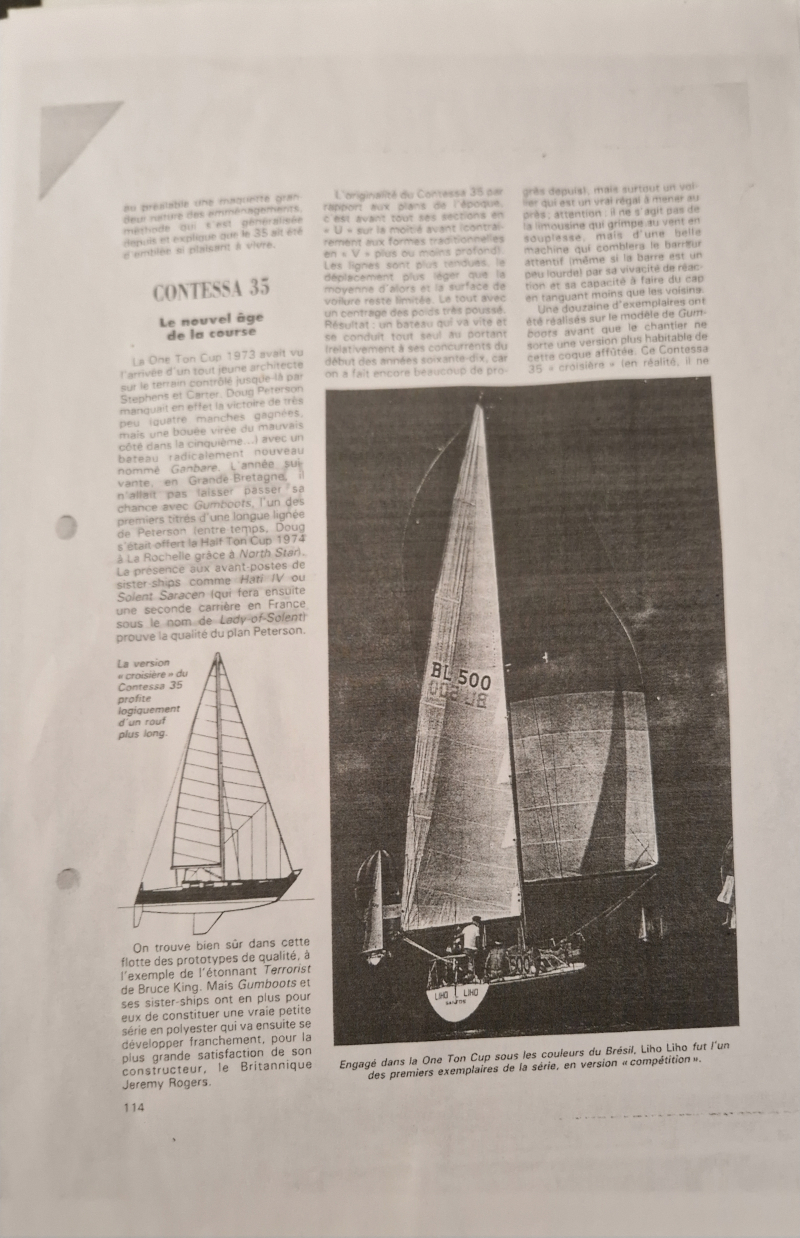 au préalable une maquette gran-
deur nature des emménagements,
méthode qui s'est généralisée
depuis et explique que le 35 ait été
d'emblée si plaisant à vivre.
CONTESSA 35
Le nouvel âge
de la course
La One Ton Cup 1973 avait vu
l'arrivée d'un tout jeune architecte
sur le terrain contrôlé jusque-là par
Stephens et Carter. Doug Peterson
manquait en effet la victoire de très
peu (quatre manches gagnées,
mais une bouée virée du mauvais
côté dans la cinquième...) avec un
bateau radicalement nouveau
nommé Ganbare. L'année sui-
vante, en Grande-Bretagne, il
n'allait pas laisser passer sa
chance avec Gumboots, l'un des
premiers titrés d'une longue lignée
de Peterson (entre-temps, Doug
s'était offert la Half Ton Cup 1974
à La Rochelle grâce à North Star).
La présence aux avant-postes de
sister-ships comme Hati IV ou
Solent Saracen (qui fera ensuite
une seconde carrière en France
sous le nom de Lady-of-Solent)
prouve la qualité du plan Peterson.
La version
« croisière » du
Contessa 35
profite
logiquement
d'un rouf
plus long.
On trouve bien sûr dans cette
flotte des prototypes de qualité, à
l'exemple de l'étonnant Terrorist
de Bruce King. Mais Gumboots et
ses sister-ships ont en plus pour
eux de constituer une vraie petite
série en polyester qui va ensuite se
développer franchement, pour la
plus grande satisfaction de son
constructeur, le Britannique
Jeremy Rogers.
114
L'originalité du Contessa 35 par
rapport aux plans de l'époque,
c'est avant tout ses sections en
« U » sur la moitié avant (contrai-
rement aux formes traditionnelles
en « V » plus ou moins profond).
Les lignes sont plus tendues, le
déplacement plus léger que la
moyenne d'alors et la surface de
voilure reste limitée. Le tout avec
un centrage des poids très poussé.
Résultat : un bateau qui va vite et
se conduit tout seul au portant
(relativement à ses concurrents du
début des années soixante-dix, car
on a fait encore beaucoup de pro-
grès depuis), mais surtout un voi-
lier qui est un vrai régal à mener au
près; attention : il ne s'agit pas de
la limousine qui grimpe au vent en
souplesse, mais d'une belle
machine qui comblera le barreur
attentif (même si la barre est un
peu lourde) par sa vivacité de réac-
tion et sa capacité à faire du cap
en tanguant moins que les voisins.
Une douzaine d'exemplaires ont
été réalisés sur le modèle de Gum-
boots avant que le chantier ne
sorte une version plus habitable de
cette coque affûtée. Ce Contessa
35 « croisière » (en réalité, il ne
BL 500
500
LIHO LIHO
Engagé dans la One Ton Cup sous les couleurs du Brésil, Liho Liho fut l'un
des premiers exemplaires de la série, en version « compétition ».